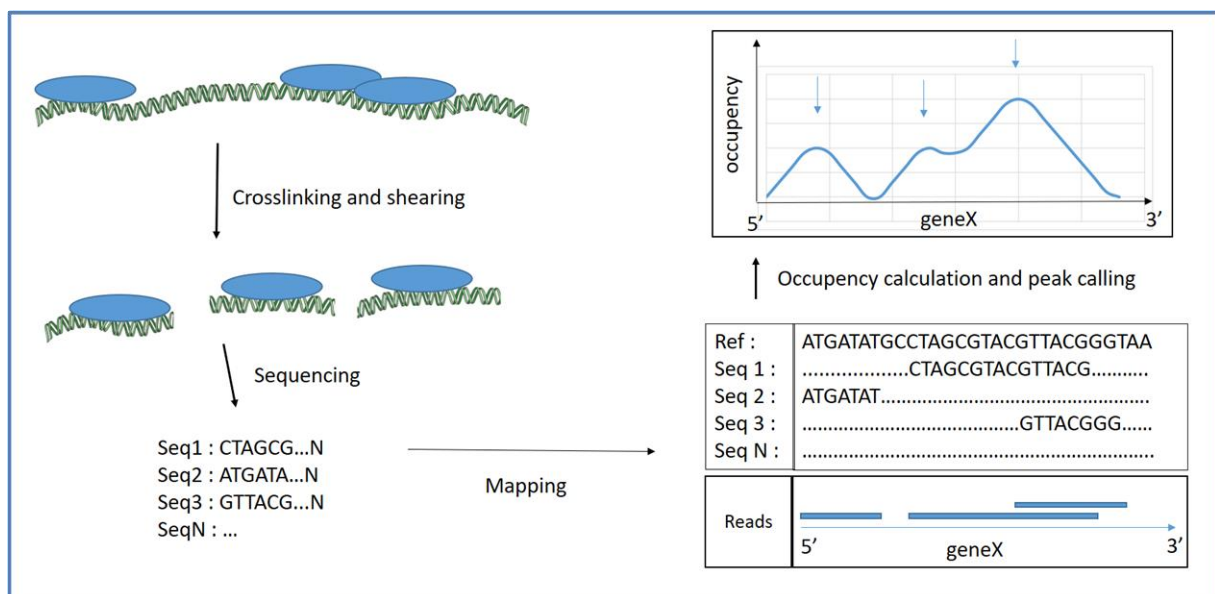 Crosslinking and shearing
Sequencing
Seq1 : CTAGCG...N
Seq2 : ATGATA...N
Seq3 : GTTACG...N
SeqN : ...
Mapping
Ref : ATGATATGCCTAGCGTACGTTACGGGTAA
Seq 1 : ...................CTAGCGTACGTTACG...........
Seq 2 : ATGATAT................................................
Seq 3 : .......................................GTTACGGG......
Seq N : ...............................................................
Reads
5’ geneX 3’
Occupency calculation and peak calling
occupency
5’ geneX 3’